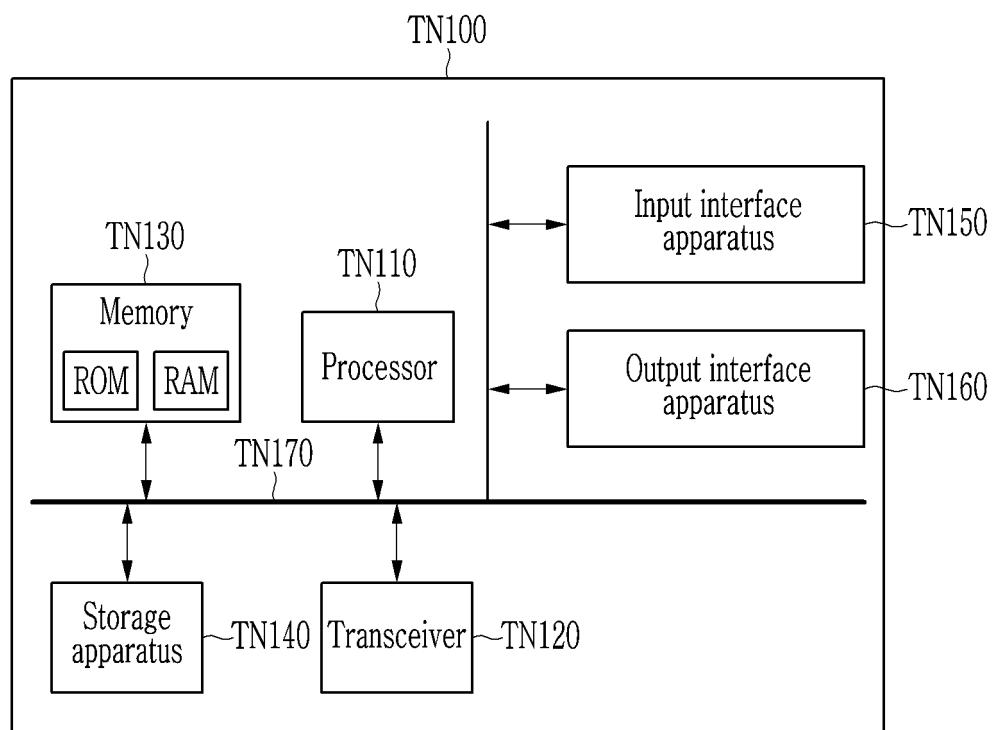 TN100
Input interface
apparatus
TN150
TN130
TN110
Memory
ROM
RAM
Processor
Output interface
apparatus
TN160
TN170
Storage
apparatus
TN140
Transceiver
TN120